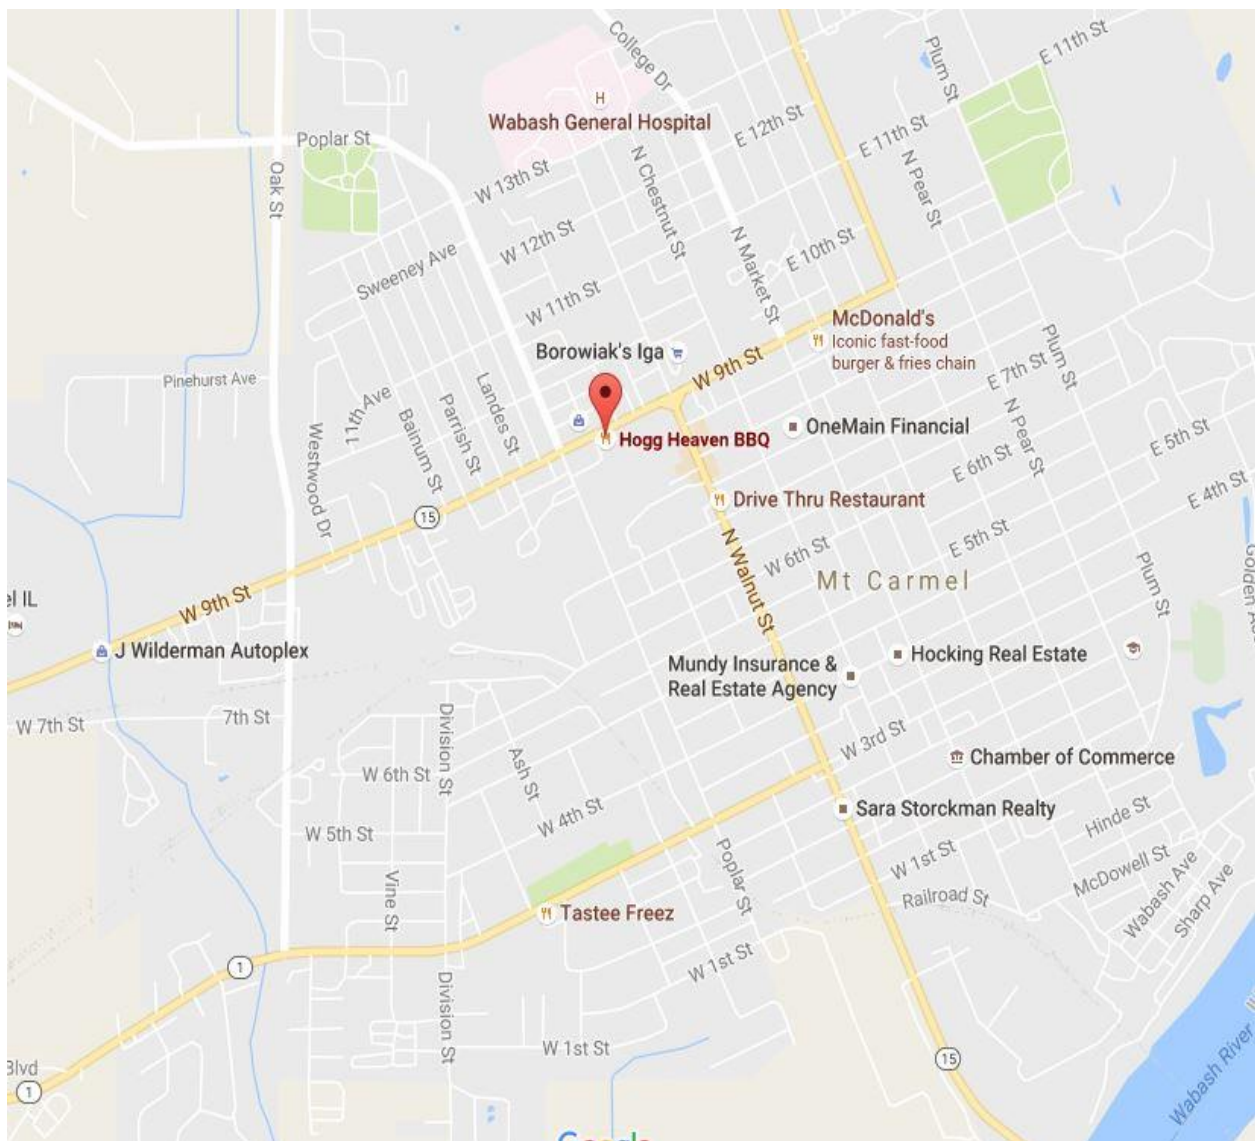 College Dr
Plum St
E 11th St
H
Wabash General Hospital
E 12th St
E 11th St
Poplar St
Oak St
W 13th St
N Chestnut St
N Pear St
W 12th St
Sweeney Ave
N Market St
E 10th St
W 11th St
McDonald's
Iconic fast-food
burger & fries chain
Borowiak's Iga
W 9th St
Plum St
E 7th St
Pinehurst Ave
11th Ave
Landes St
Parrish St
Bainum St
Westwood Dr
Hogg Heaven BBQ
OneMain Financial
N Pear St
E 5th St
E 6th St
E 4th St
15
Drive Thru Restaurant
N Walnut St
W 6th St
E 5th St
Mt Carmel
Plum St
W 9th St
el IL
J Wilderman Autoplex
Mundy Insurance &
Real Estate Agency
Hocking Real Estate
W 7th St
7th St
Division St
Ash St
W 3rd St
Chamber of Commerce
W 6th St
Sara Storckman Realty
W 4th St
W 5th St
Hinde St
W 1st St
McDowell St
Vine St
Poplar St
Railroad St
Wabash Ave
Sharp Ave
Tastee Freez
1
W 1st St
Division St
W 1st St
15
Blvd
1
Wabash River
Google